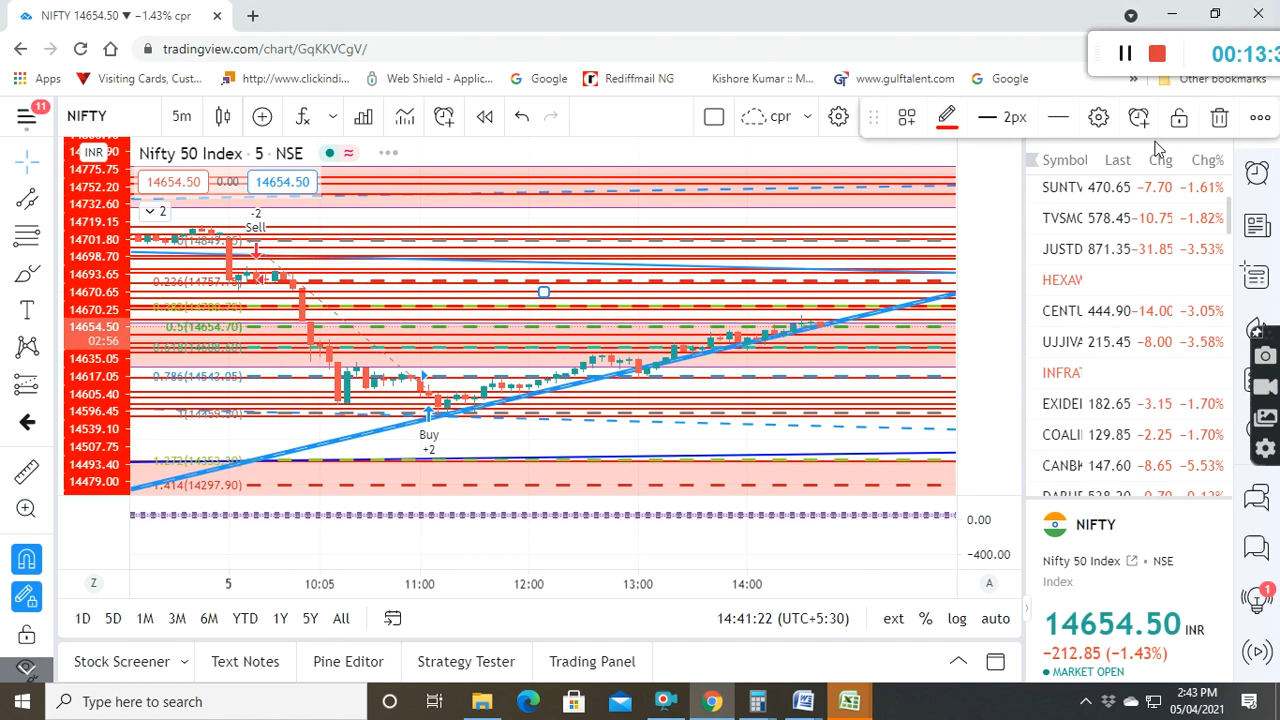 NIFTY 14654.50 ▼ −1.43% cpr
tradingview.com/chart/GqKKVCgV/
00:13:3
Apps
Visiting Cards, Cust...
http://www.clickindi...
Web Shield - Applic...
Google
Rediffmail NG
Kishore Kumar :: M...
www.gulftalent.com
Google
»
Other bookmarks
11
NIFTY
5m
cpr
2px
INR
Nifty 50 Index · 5 · NSE
14654.50
0.00
14654.50
2
14775.75
14752.20
14732.60
14719.15
14701.80
14698.70
14693.65
14670.65
14670.25
14654.50
02:56
14635.05
14617.05
14605.40
14596.45
14539.10
14507.75
14493.40
14479.00
-2
Sell
0.5(14654.70)
0.786(14543.05)
1.414(14297.90)
Buy
+2
0.00
−400.00
Z
5
10:05
11:00
12:00
13:00
14:00
A
1D
5D
1M
3M
6M
YTD
1Y
5Y
All
14:41:22 (UTC+5:30)
ext
%
log
auto
Stock Screener
Text Notes
Pine Editor
Strategy Tester
Trading Panel
Symbol Last Chg Chg%
SUNTV 470.65 −7.70 −1.61%
TVSMC 578.45 −10.75 −1.82%
JUSTD 871.35 −31.85 −3.53%
HEXAW
CENTL 444.90 −14.00 −3.05%
UJJIVA 215.45 −8.00 −3.58%
INFRAT
EXIDEI 182.65 −3.15 −1.70%
COALI 129.85 −2.25 −1.70%
CANBK 147.60 −8.65 −5.53%
NIFTY
Nifty 50 Index • NSE
Index
14654.50 INR
−212.85 (−1.43%)
MARKET OPEN
1
Type here to search
2:43 PM
05/04/2021